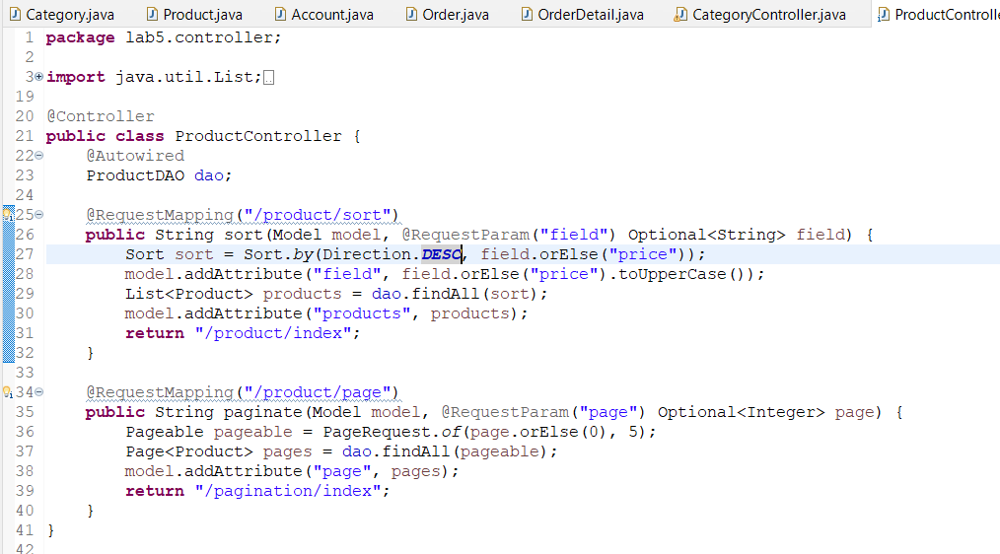 Category.java Product.java Account.java Order.java OrderDetail.java CategoryController.java ProductControlle
1 package lab5.controller;
2
3 import java.util.List;
19
20 @Controller
21 public class ProductController {
22 @Autowired
23 ProductDAO dao;
24
25 @RequestMapping("/product/sort")
26 public String sort(Model model, @RequestParam("field") Optional<String> field) {
27 Sort sort = Sort.by(Direction.DESC, field.orElse("price"));
28 model.addAttribute("field", field.orElse("price").toUpperCase());
29 List<Product> products = dao.findAll(sort);
30 model.addAttribute("products", products);
31 return "/product/index";
32 }
33
34 @RequestMapping("/product/page")
35 public String paginate(Model model, @RequestParam("page") Optional<Integer> page) {
36 Pageable pageable = PageRequest.of(page.orElse(0), 5);
37 Page<Product> pages = dao.findAll(pageable);
38 model.addAttribute("page", pages);
39 return "/pagination/index";
40 }
41 }
42